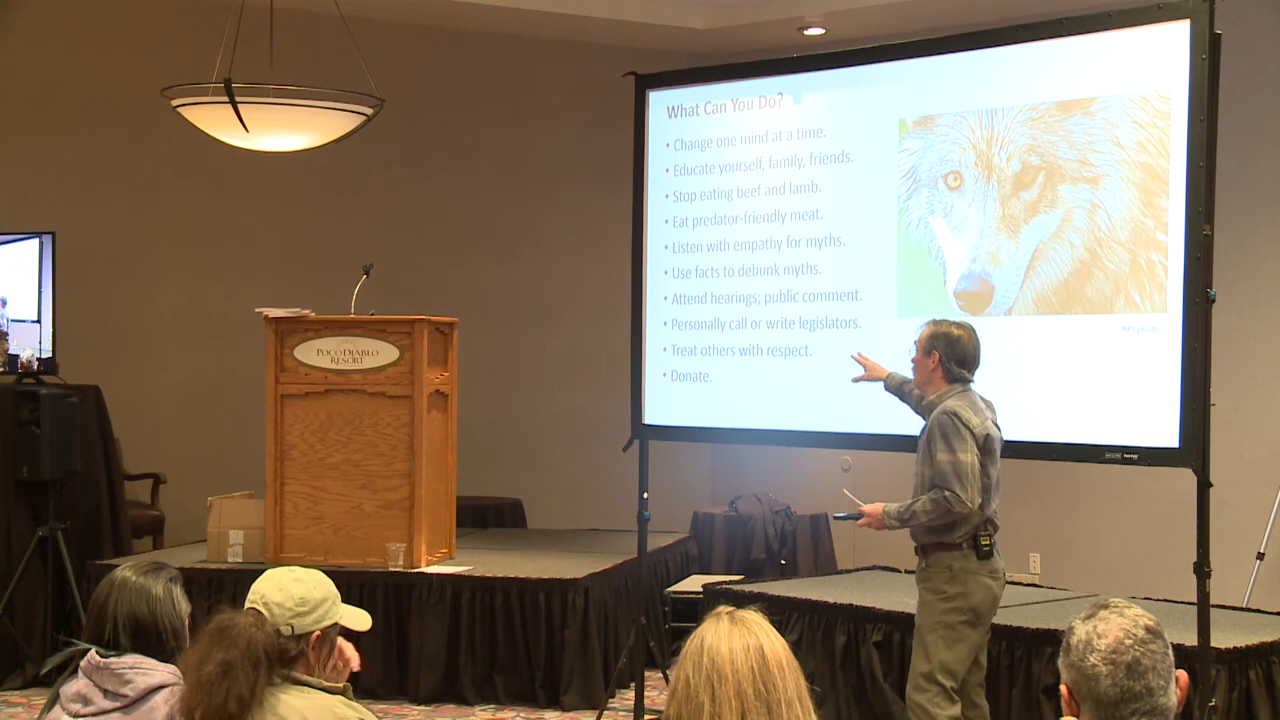 What Can You Do?
• Change one mind at a time.
• Educate yourself, family, friends.
• Stop eating beef and lamb.
• Eat predator-friendly meat.
• Listen with empathy for myths.
• Use facts to debunk myths.
• Attend hearings; public comment.
• Personally call or write legislators.
• Treat others with respect.
• Donate.
POCO DIABLO
RESORT